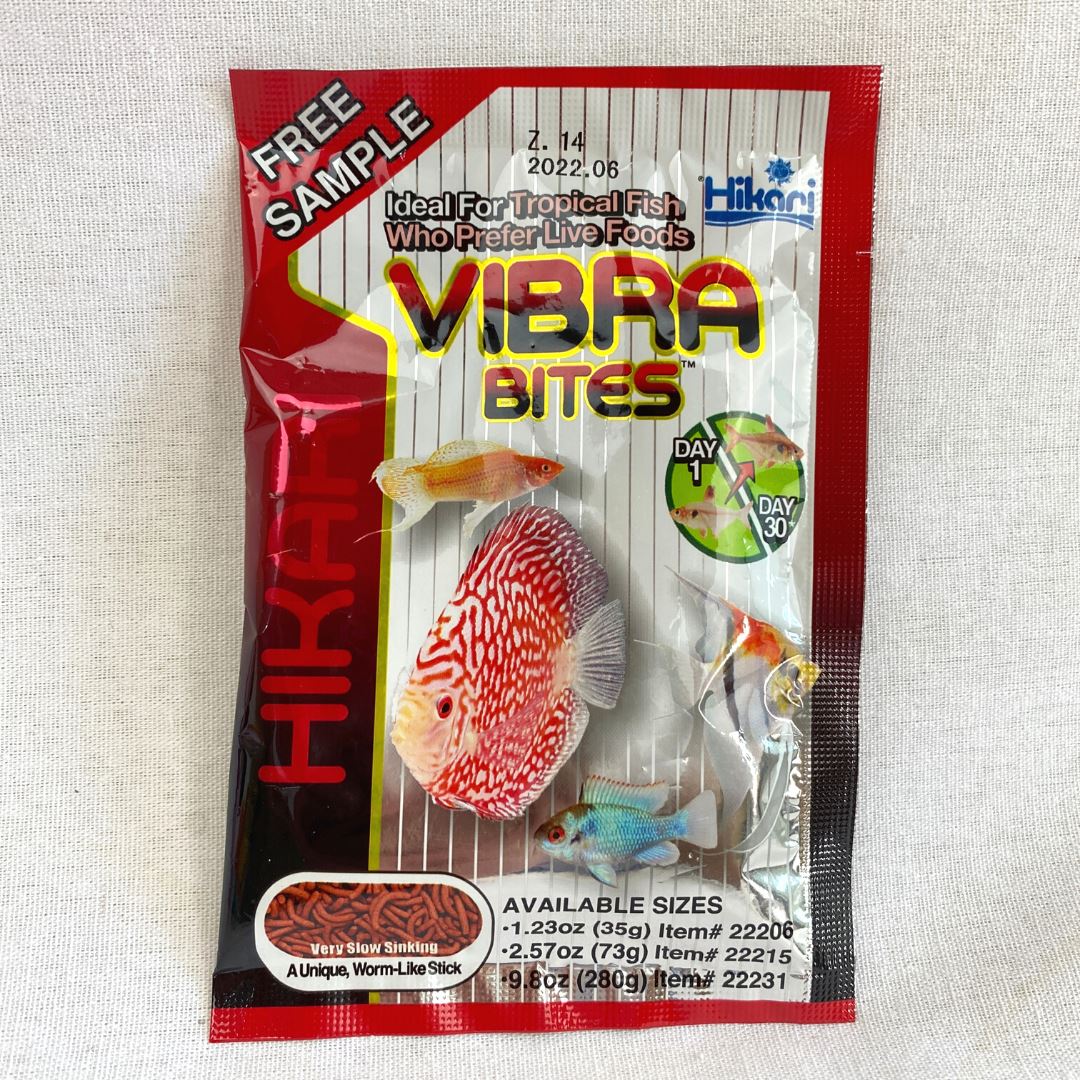 FREE
SAMPLE
Z. 14
2022.06
Hikari
Ideal For Tropical Fish
Who Prefer Live Foods
VIBRA
BITES™
DAY
1
DAY
30
HIKARI
Very Slow Sinking
A Unique, Worm-Like Stick
AVAILABLE SIZES
•1.23oz (35g) Item# 22206
•2.57oz (73g) Item# 22215
•9.8oz (280g) Item# 22231